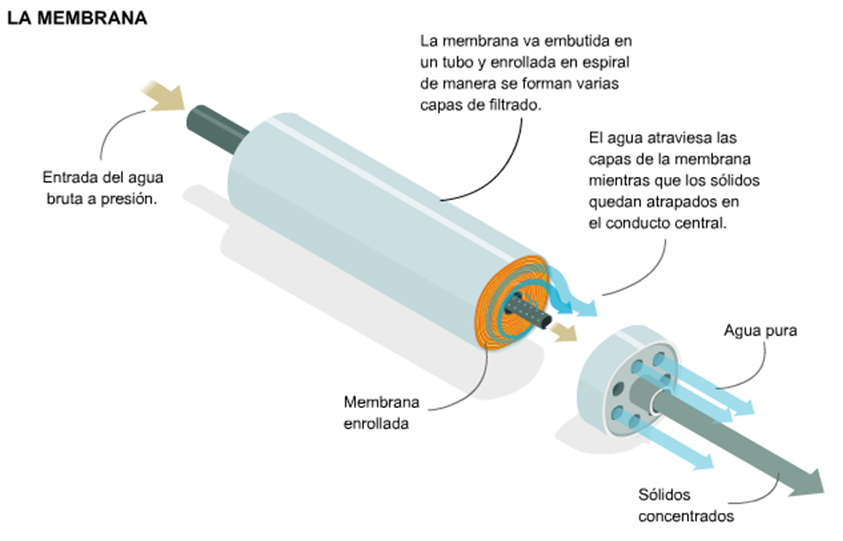 LA MEMBRANA
La membrana va embutida en
un tubo y enrollada en espiral
de manera se forman varias
capas de filtrado.
El agua atraviesa las
capas de la membrana
mientras que los sólidos
quedan atrapados en
el conducto central.
Entrada del agua
bruta a presión.
Agua pura
Membrana
enrollada
Sólidos
concentrados